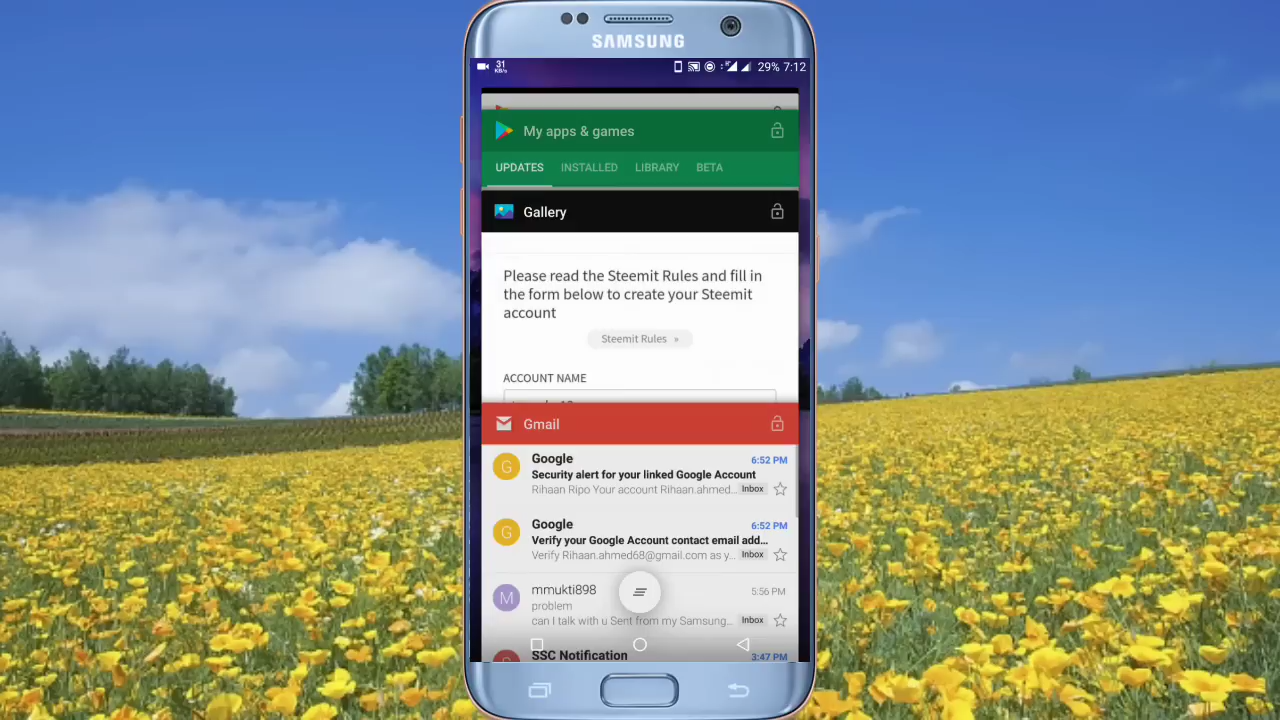 SAMSUNG
31
KB/s
29% 7:12
My apps & games
UPDATES INSTALLED LIBRARY BETA
Gallery
Please read the Steemit Rules and fill in
the form below to create your Steemit
account
Steemit Rules »
ACCOUNT NAME
Gmail
G
Google 6:52 PM
Security alert for your linked Google Account
Rihaan Ripo Your account Rihaan.ahmed... Inbox
G
Google 6:52 PM
Verify your Google Account contact email add...
Verify Rihaan.ahmed68@gmail.com as y... Inbox
M
mmukti898 5:56 PM
problem
can I talk with u Sent from my Samsung... Inbox
SSC Notification 3:47 PM